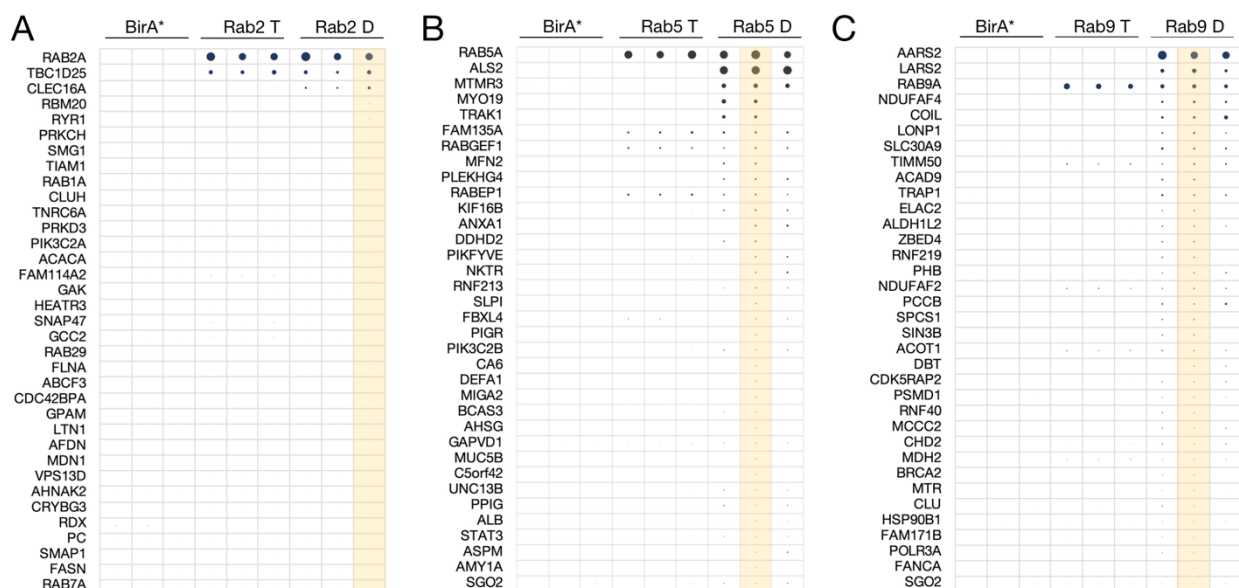 A
BirA* Rab2 T Rab2 D
RAB2A
TBC1D25
CLEC16A
RBM20
RYR1
PRKCH
SMG1
TIAM1
RAB1A
CLUH
TNRC6A
PRKD3
PIK3C2A
ACACA
FAM114A2
GAK
HEATR3
SNAP47
GCC2
RAB29
FLNA
ABCF3
CDC42BPA
GPAM
LTN1
AFDN
MDN1
VPS13D
AHNAK2
CRYBG3
RDX
PC
SMAP1
FASN
RAB7A
B
BirA* Rab5 T Rab5 D
RAB5A
ALS2
MTMR3
MYO19
TRAK1
FAM135A
RABGEF1
MFN2
PLEKHG4
RABEP1
KIF16B
ANXA1
DDHD2
PIKFYVE
NKTR
RNF213
SLPI
FBXL4
PIGR
PIK3C2B
CA6
DEFA1
MIGA2
BCAS3
AHSG
GAPVD1
MUC5B
C5orf42
UNC13B
PPIG
ALB
STAT3
ASPM
AMY1A
SGO2
C
BirA* Rab9 T Rab9 D
AARS2
LARS2
RAB9A
NDUFAF4
COIL
LONP1
SLC30A9
TIMM50
ACAD9
TRAP1
ELAC2
ALDH1L2
ZBED4
RNF219
PHB
NDUFAF2
PCCB
SPCS1
SIN3B
ACOT1
DBT
CDK5RAP2
PSMD1
RNF40
MCCC2
CHD2
MDH2
BRCA2
MTR
CLU
HSP90B1
FAM171B
POLR3A
FANCA
SGO2